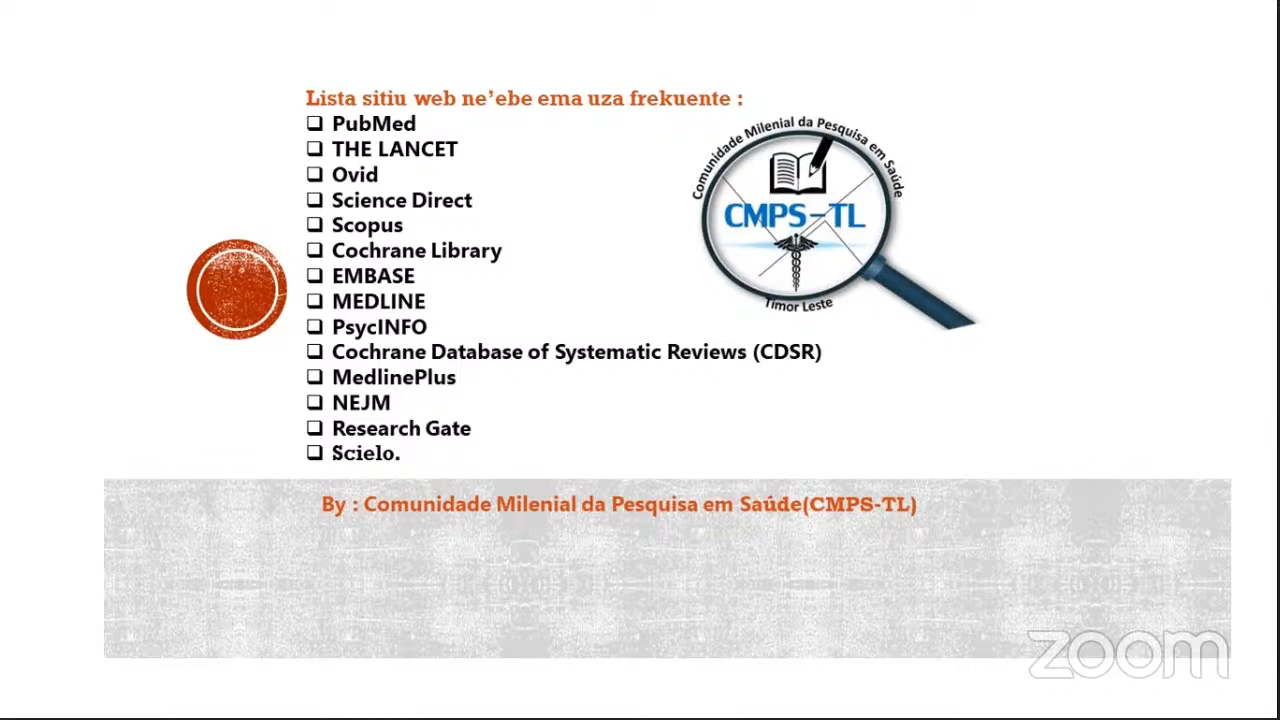 Lista sitiu web ne’ebe ema uza frekuente :
PubMed
THE LANCET
Ovid
Science Direct
Scopus
Cochrane Library
EMBASE
MEDLINE
PsycINFO
Cochrane Database of Systematic Reviews (CDSR)
MedlinePlus
NEJM
Research Gate
Scielo.
Comunidade Milenial da Pesquisa em Saúde
CMPS-TL
Timor Leste
By : Comunidade Milenial da Pesquisa em Saúde(CMPS-TL)
zoom